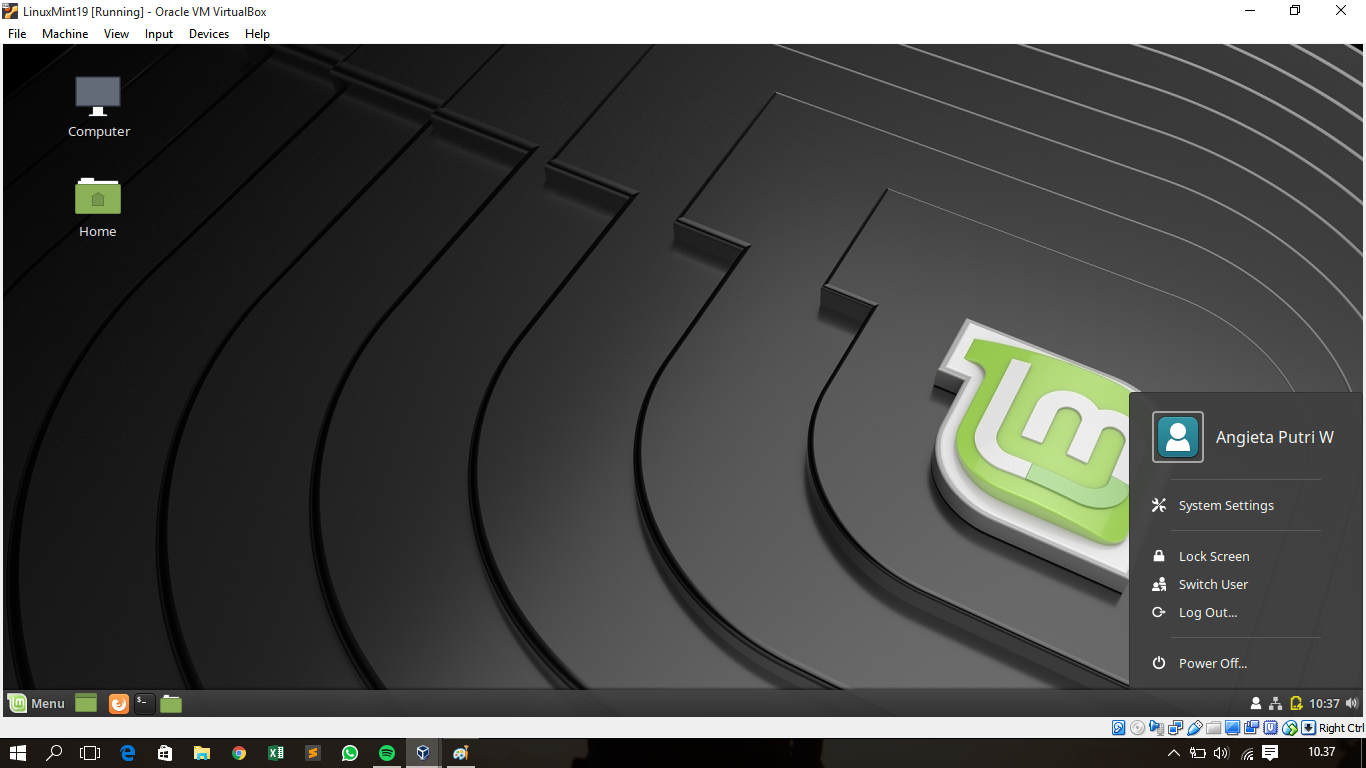 LinuxMint19 [Running] - Oracle VM VirtualBox
File Machine View Input Devices Help
Computer
Home
lm
Angieta Putri W
System Settings
Lock Screen
Switch User
Log Out...
Power Off...
Menu
$-
10:37
Right Ctrl
10.37